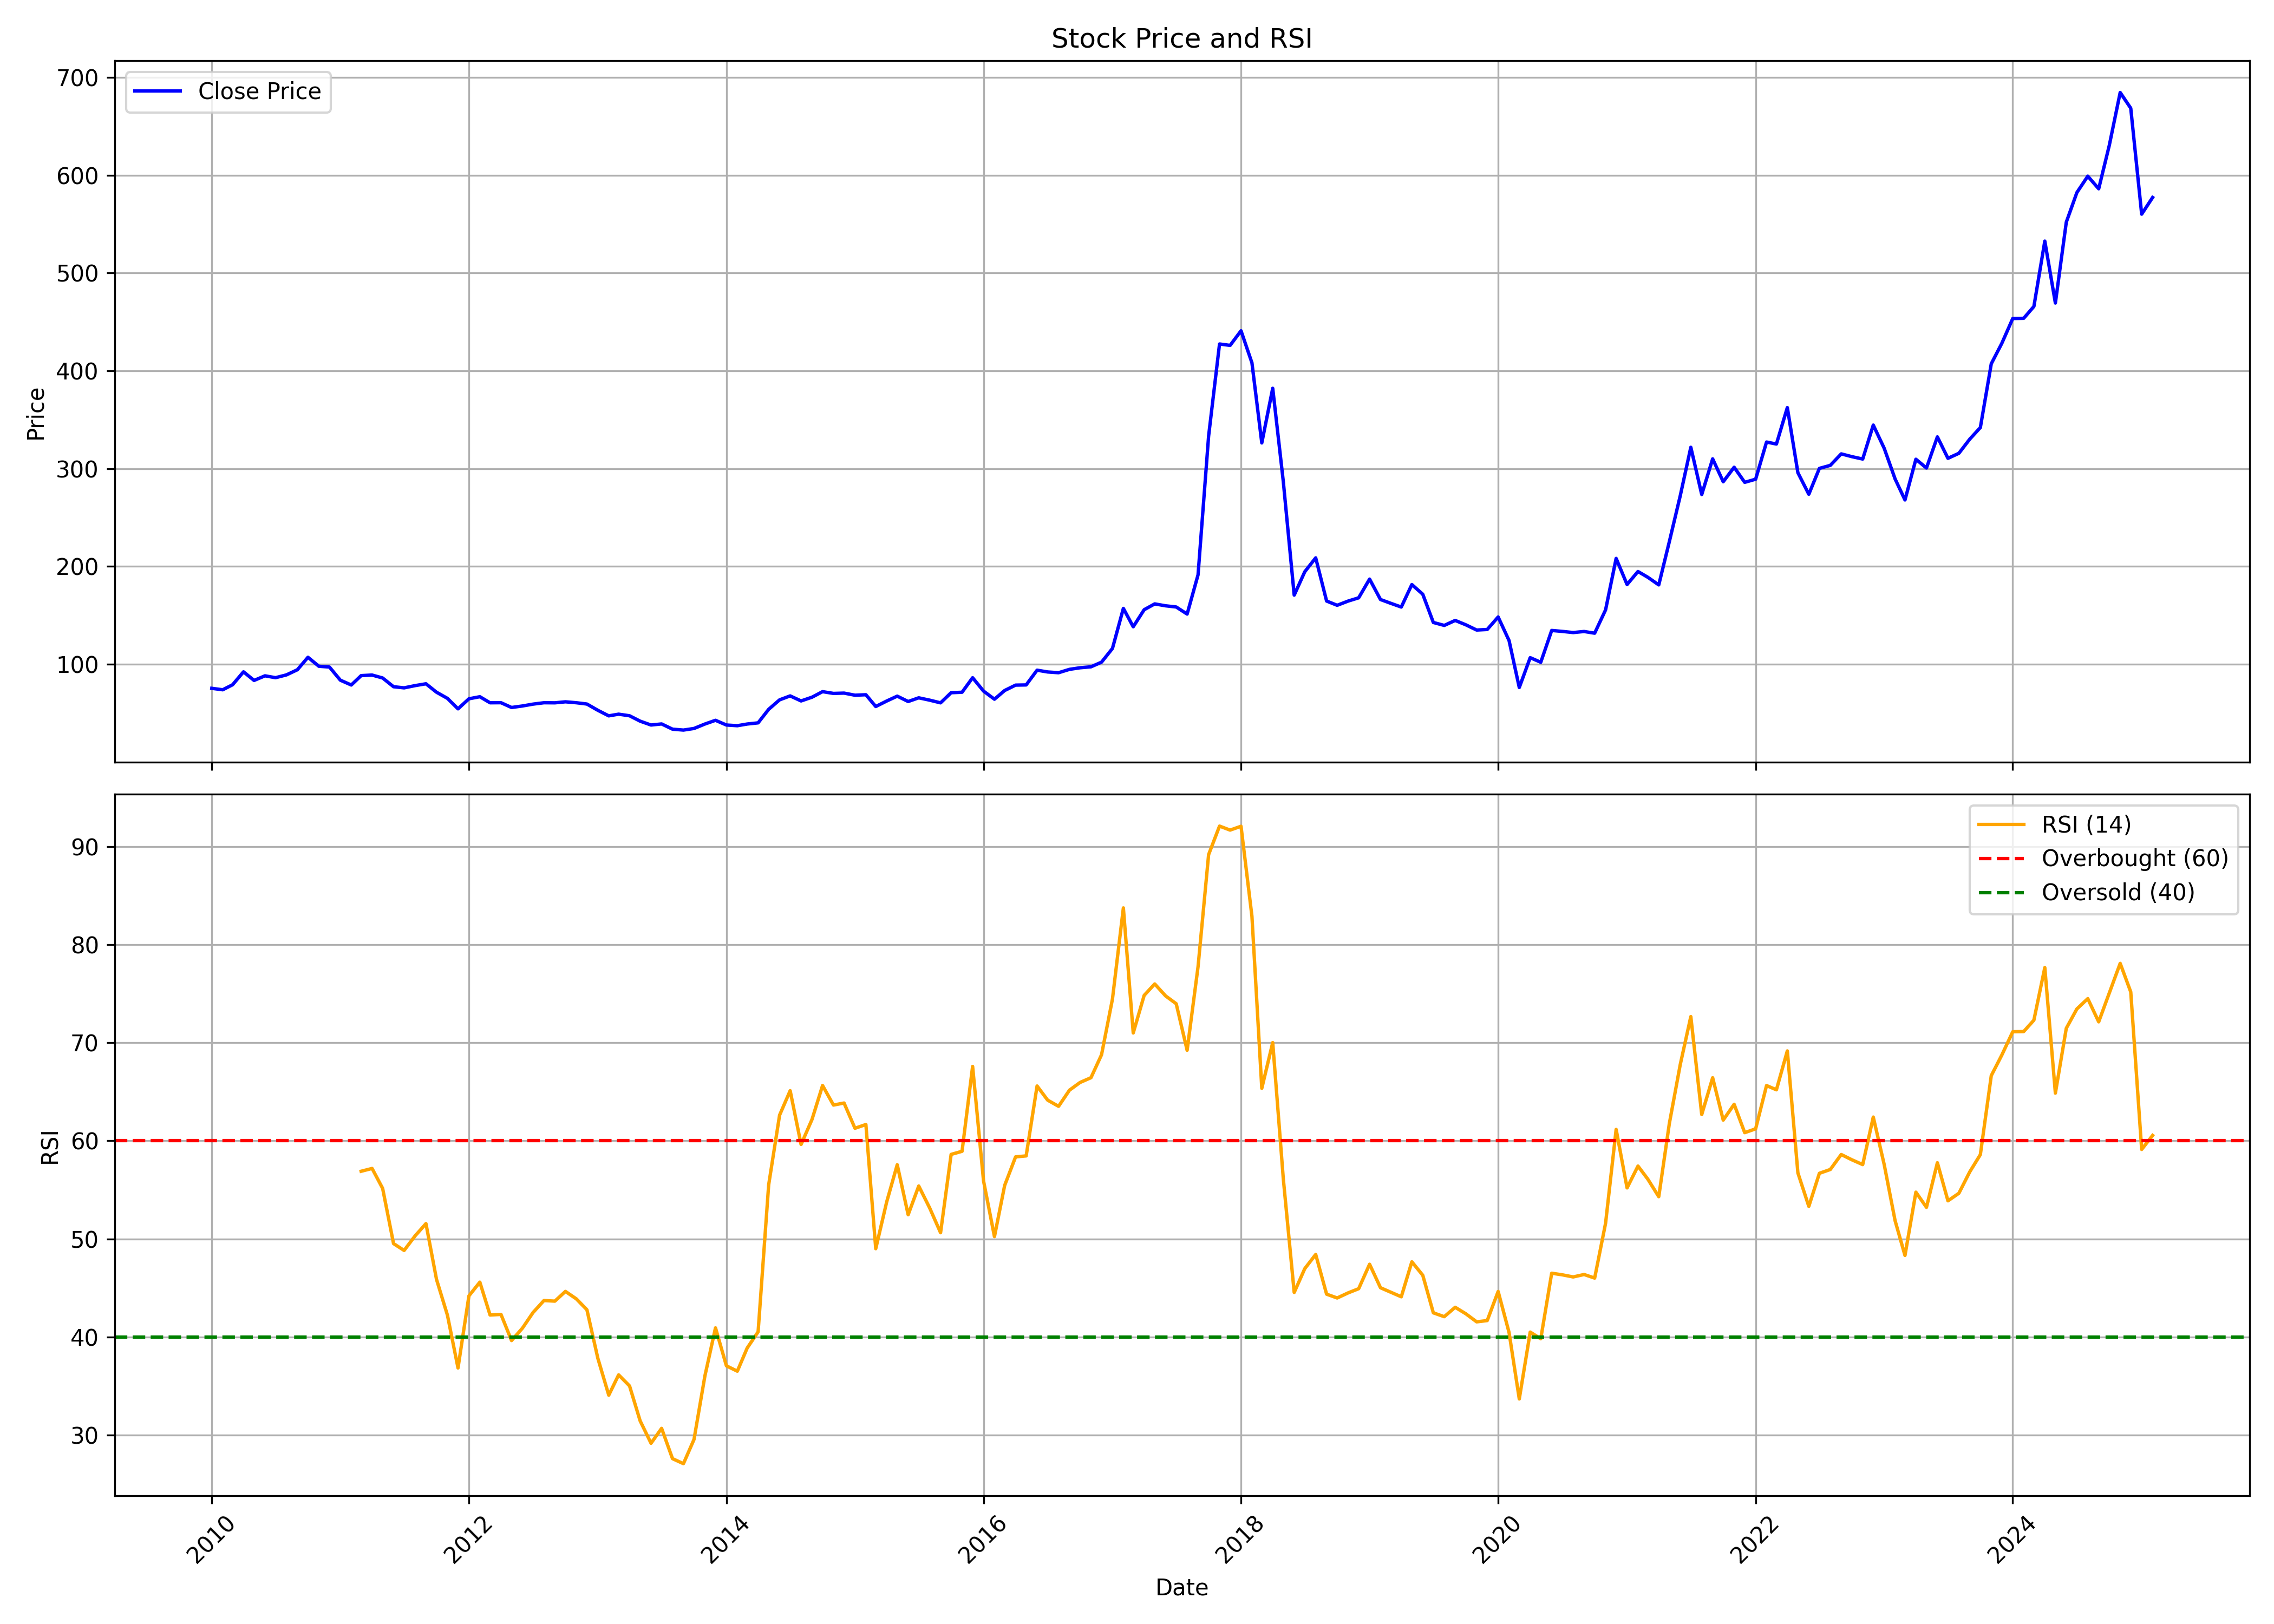 Stock Price and RSI
Close Price
700
600
500
400
300
200
100
Price
RSI (14)
Overbought (60)
Oversold (40)
90
80
70
60
50
40
30
RSI
2010
2012
2014
2016
2018
2020
2022
2024
Date